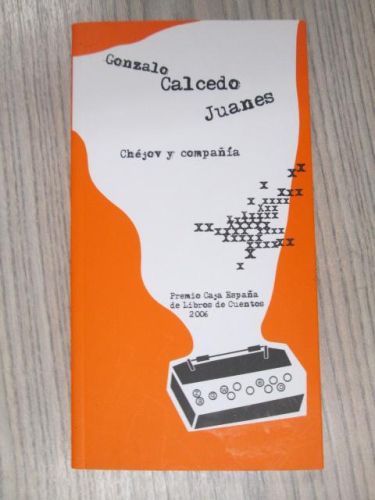 Gonzalo
Calcedo
Juanes
Chéjov y compañía
x
x x x
x x x x
x x x x x
x x x x x x x x
x x x x x x x
x x x x x x x x
x x x x x x
x x x
x x
x
Premio Caja España
de Libros de Cuentos
2006